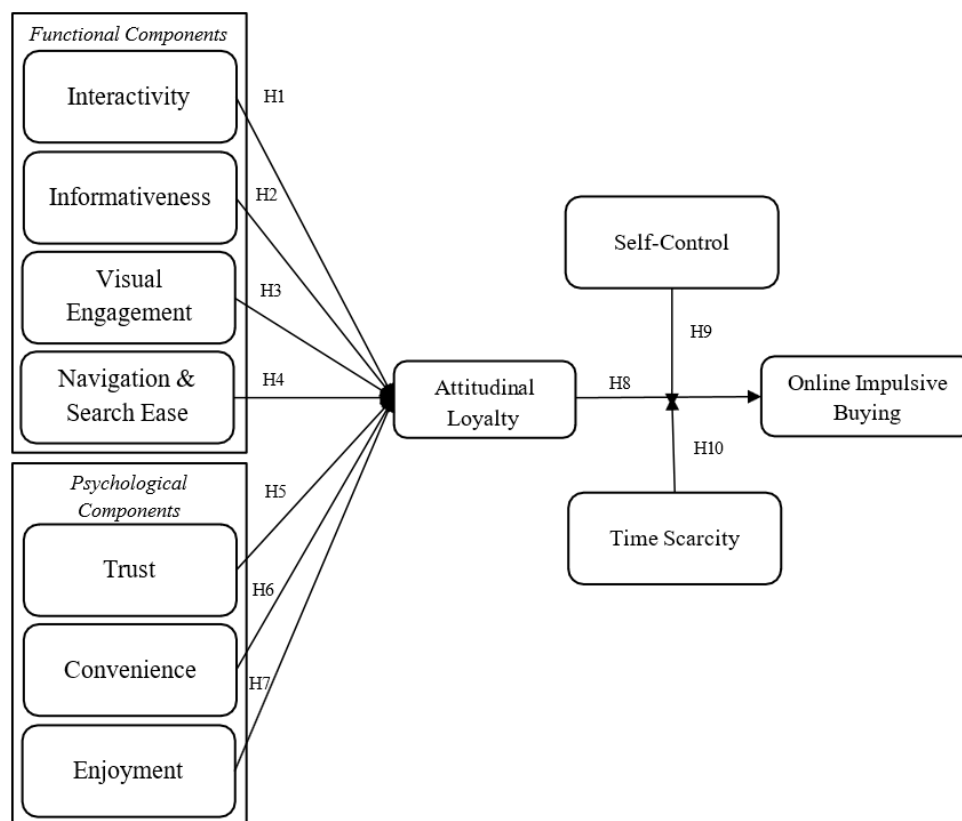 Functional Components
Interactivity
H1
Informativeness
H2
Visual
Engagement
H3
Navigation &
Search Ease
H4
Psychological
Components
Trust
H5
Convenience
H6
Enjoyment
H7
Attitudinal
Loyalty
H8
Self-Control
H9
Time Scarcity
H10
Online Impulsive
Buying